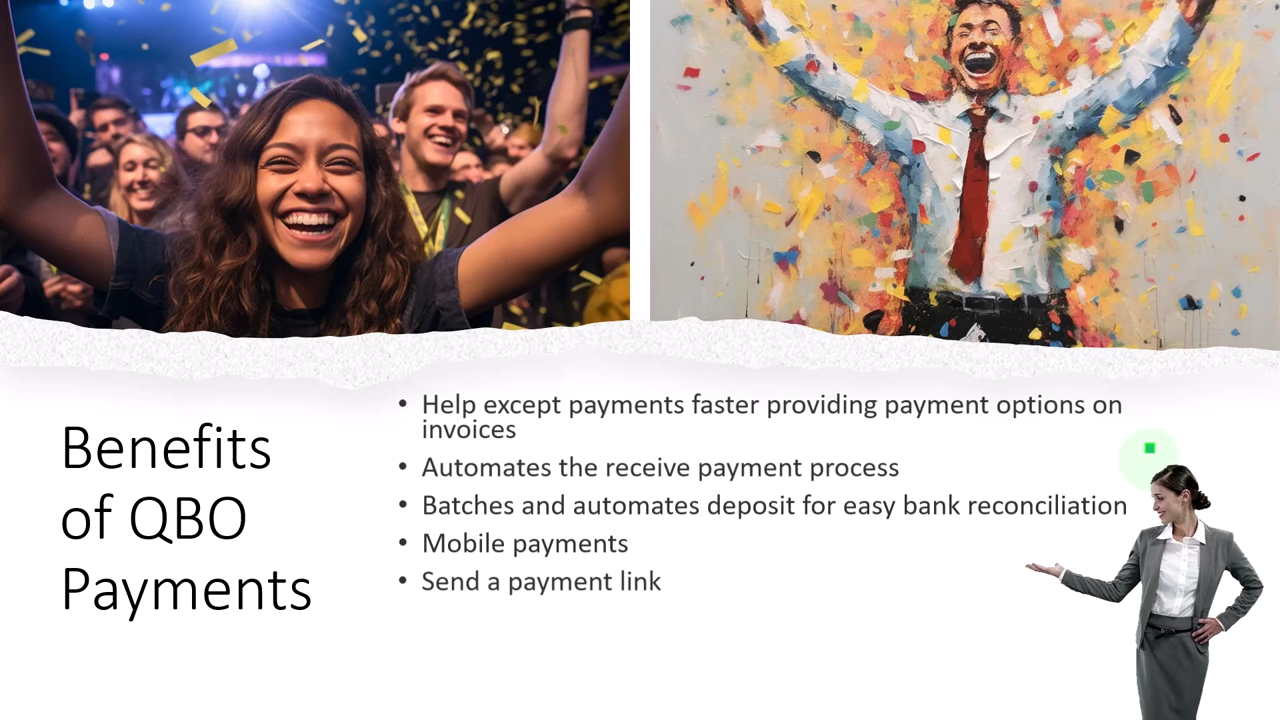 Benefits
of QBO
Payments
• Help except payments faster providing payment options on
invoices
• Automates the receive payment process
• Batches and automates deposit for easy bank reconciliation
• Mobile payments
• Send a payment link